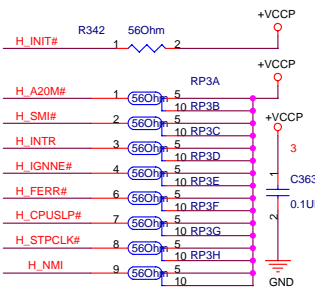 R342 56Ohm +VCCP
H_INIT# 1 2
+VCCP
RP3A
H_A20M# 1 56Ohm 5
10 RP3B
H_SMI# 2 56Ohm 5 +VCCP
10 RP3C
H_INTR 3 56Ohm 5 3
10 RP3D
H_IGNNE# 4 56Ohm 5 1
10 RP3E C363
H_FERR# 6 56Ohm 5 0.1U
10 RP3F 2
H_CPUSLP# 7 56Ohm 5
10 RP3G
H_STPCLK# 8 56Ohm 5
10 RP3H
H_NMI 9 56Ohm 5 GND
10